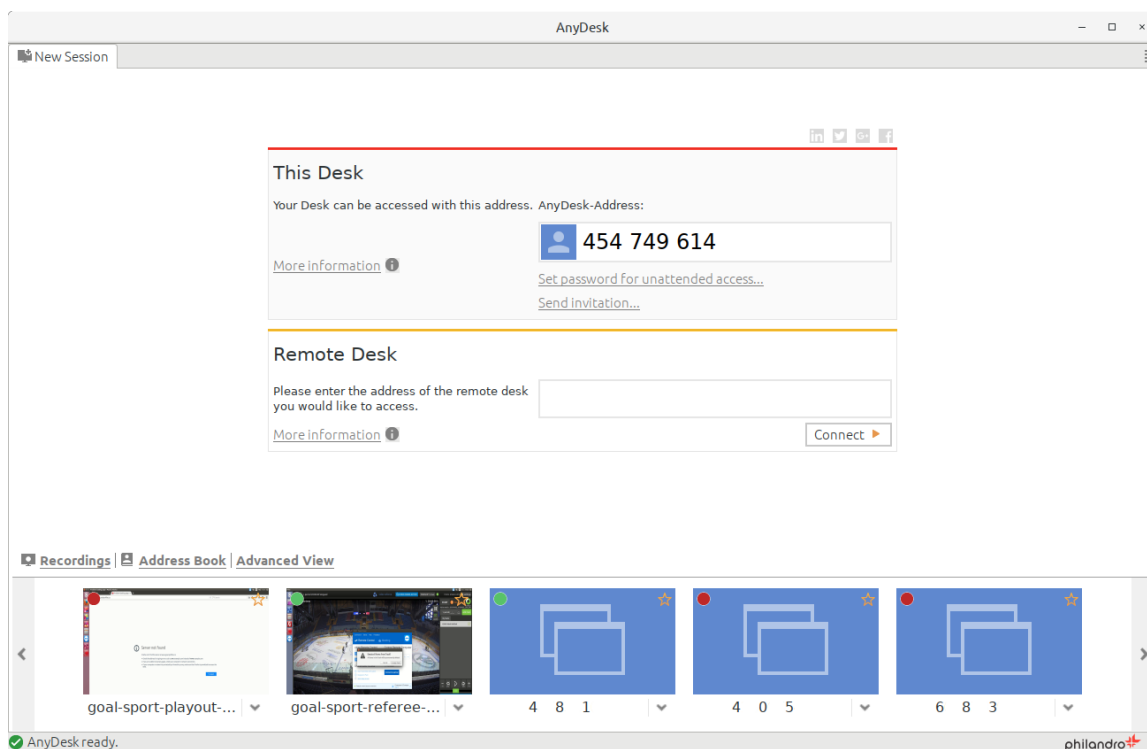 AnyDesk
New Session
This Desk
Your Desk can be accessed with this address.
AnyDesk-Address:
454 749 614
More information
Set password for unattended access...
Send invitation...
Remote Desk
Please enter the address of the remote desk
you would like to access.
More information
Connect
Recordings Address Book Advanced View
goal-sport-playout-... goal-sport-referee-... 4 8 1 4 0 5 6 8 3
AnyDesk ready.
philandro